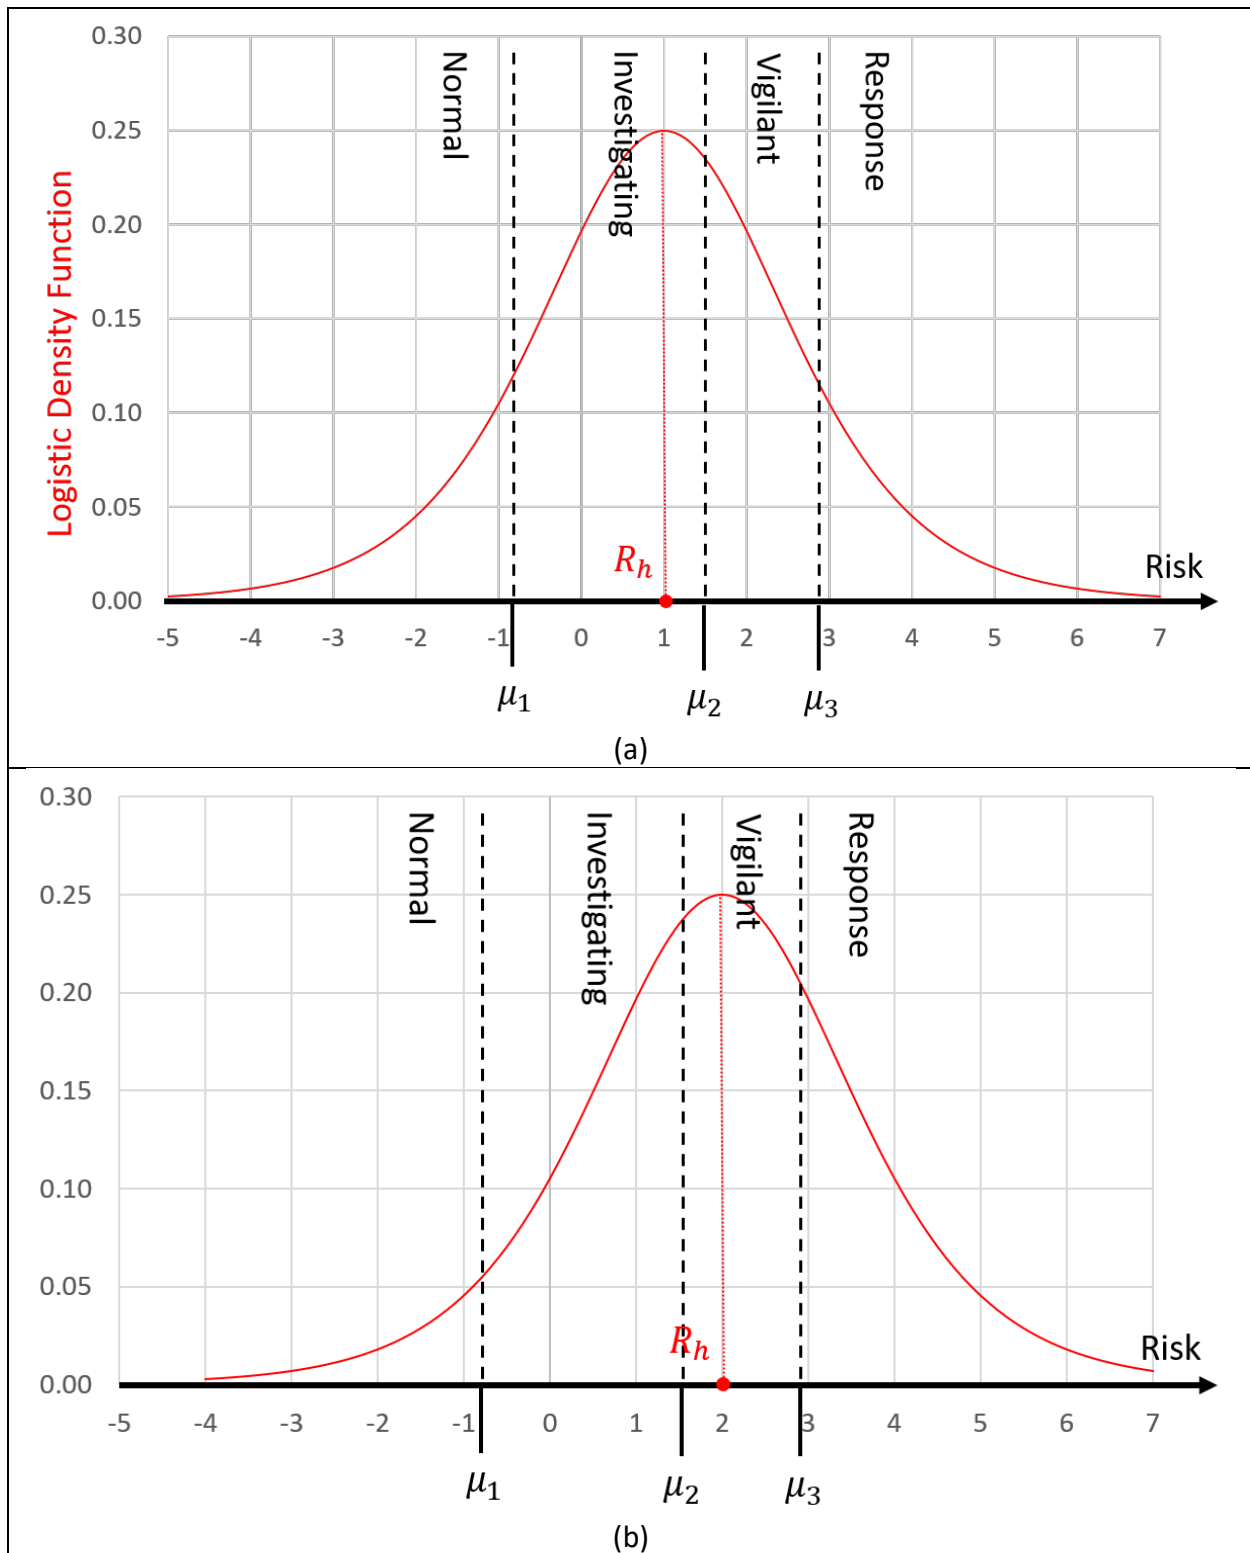 0.30
Normal
Investigating
Vigilant
Response
0.25
0.20
0.15
0.10
0.05
0.00
Logistic Density Function
R_h
Risk
-5 -4 -3 -2 -1 0 1 2 3 4 5 6 7
μ_1 μ_2 μ_3
(a)
0.30
Normal
Investigating
Vigilant
Response
0.25
0.20
0.15
0.10
0.05
0.00
R_h
Risk
-5 -4 -3 -2 -1 0 1 2 3 4 5 6 7
μ_1 μ_2 μ_3
(b)